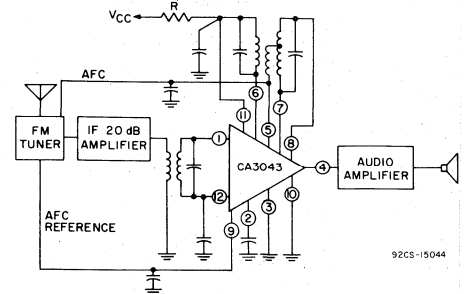 VCC
R
AFC
6
7
11
5
8
FM TUNER
IF 20 dB AMPLIFIER
1
CA3043
4
AUDIO AMPLIFIER
12
10
2
3
9
AFC REFERENCE
92CS-15044